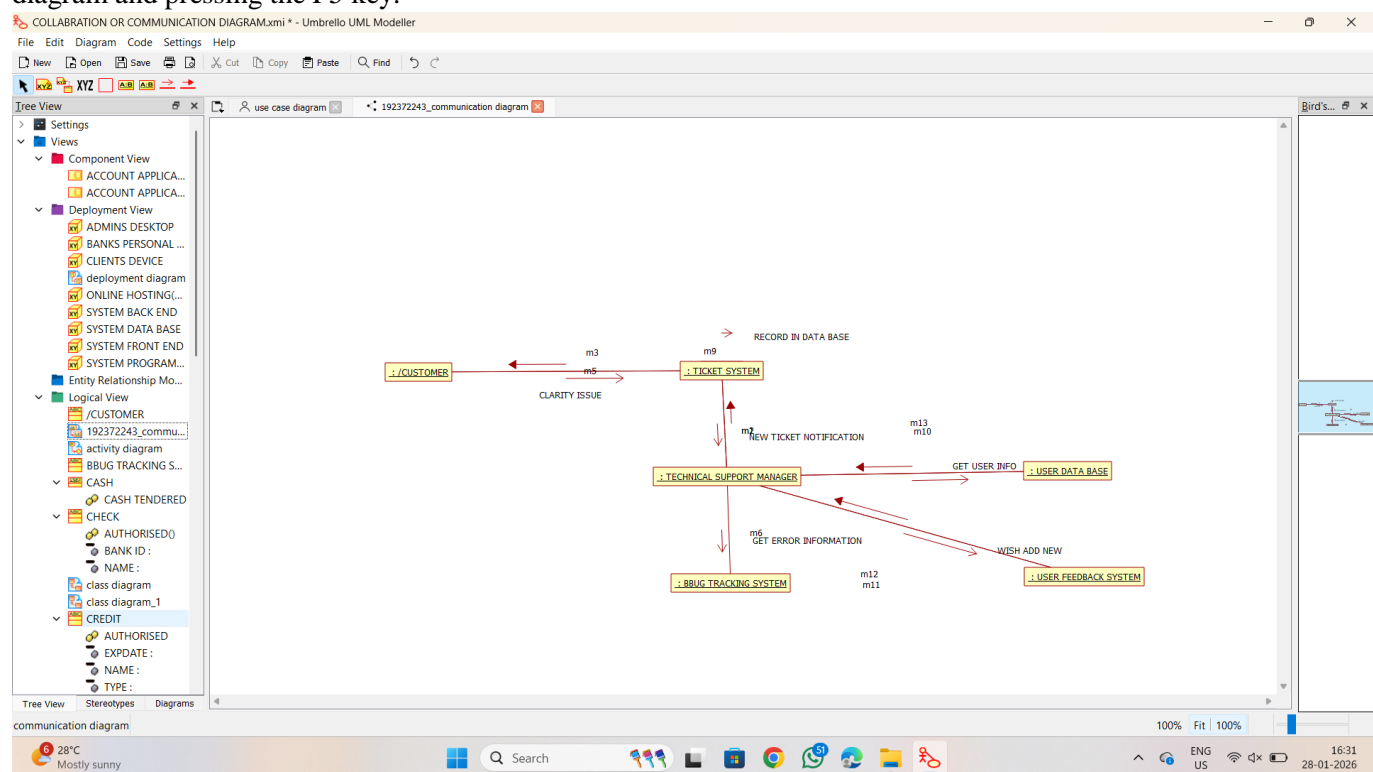 diagram and pressing the F5 key.
COLLABRATION OR COMMUNICATION DIAGRAM.xmi * - Umbrello UML Modeller
File Edit Diagram Code Settings Help
New Open Save Cut Copy Paste Find
XYZ XYZ A:B A:B
Tree View
use case diagram
192372243_communication diagram
Bird's...
Settings
Views
Component View
ACCOUNT APPLICA...
ACCOUNT APPLICA...
Deployment View
ADMINS DESKTOP
BANKS PERSONAL ...
CLIENTS DEVICE
deployment diagram
ONLINE HOSTING(...
SYSTEM BACK END
SYSTEM DATA BASE
SYSTEM FRONT END
SYSTEM PROGRAM...
Entity Relationship Mo...
Logical View
/CUSTOMER
192372243_commu...
activity diagram
BBUG TRACKING S...
CASH
CASH TENDERED
CHECK
AUTHORISED()
BANK ID :
NAME :
class diagram
class diagram_1
CREDIT
AUTHORISED
EXPDATE :
NAME :
TYPE :
Tree View Stereotypes Diagrams
RECORD IN DATA BASE
m3
m9
: /CUSTOMER
m5
: TICKET SYSTEM
CLARITY ISSUE
m13
NEW TICKET NOTIFICATION
m10
GET USER INFO
: USER DATA BASE
: TECHNICAL SUPPORT MANAGER
m6
GET ERROR INFORMATION
WISH ADD NEW
m12
: BBUG TRACKING SYSTEM
m11
: USER FEEDBACK SYSTEM
communication diagram
100% Fit 100%
6
28°C
Mostly sunny
Search
51
ENG
US
16:31
28-01-2026